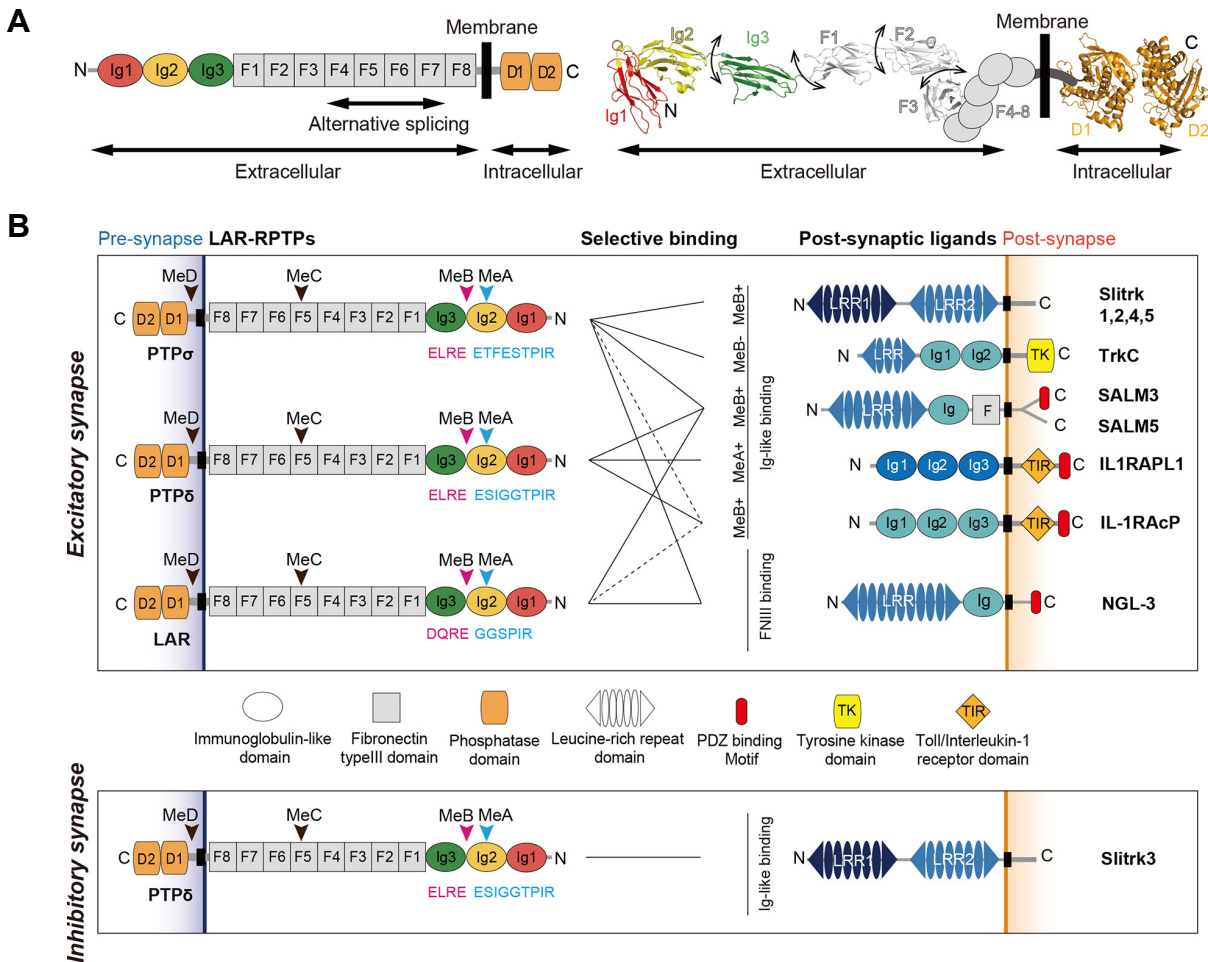 A
Membrane
N Ig1 Ig2 Ig3 F1 F2 F3 F4 F5 F6 F7 F8 D1 D2 C
Alternative splicing
Extracellular
Intracellular
Membrane
Ig2 Ig3 F1 F2 C
Ig1 N F3 F4-8 D1 D2
Extracellular
Intracellular
B
Pre-synapse LAR-RPTPs Selective binding Post-synaptic ligands Post-synapse
Excitatory synapse
MeD MeC MeB MeA
C D2 D1 F8 F7 F6 F5 F4 F3 F2 F1 Ig3 Ig2 Ig1 N
PTPσ ELRE ETFESTPIR
MeD MeC MeB MeA
C D2 D1 F8 F7 F6 F5 F4 F3 F2 F1 Ig3 Ig2 Ig1 N
PTPδ ELRE ESIGGTPIR
MeD MeC MeB MeA
C D2 D1 F8 F7 F6 F5 F4 F3 F2 F1 Ig3 Ig2 Ig1 N
LAR DQRE GGSPIR
MeB+
MeB-
MeB+
MeA+
MeB+
Ig-like binding
FNIII binding
N LRR1 LRR2 C Slitrk
1,2,4,5
N LRR Ig1 Ig2 TK C TrkC
N LRR Ig F C SALM3
C SALM5
N Ig1 Ig2 Ig3 TIR C IL1RAPL1
N Ig1 Ig2 Ig3 TIR C IL-1RAcP
N LRR Ig C NGL-3
Immunoglobulin-like
domain
Fibronectin
typeIII domain
Phosphatase
domain
Leucine-rich repeat
domain
PDZ binding
Motif
TK
Tyrosine kinase
domain
TIR
Toll/Interleukin-1
receptor domain
Inhibitory synapse
MeD MeC MeB MeA
C D2 D1 F8 F7 F6 F5 F4 F3 F2 F1 Ig3 Ig2 Ig1 N
PTPδ ELRE ESIGGTPIR
Ig-like binding
N LRR1 LRR2 C Slitrk3